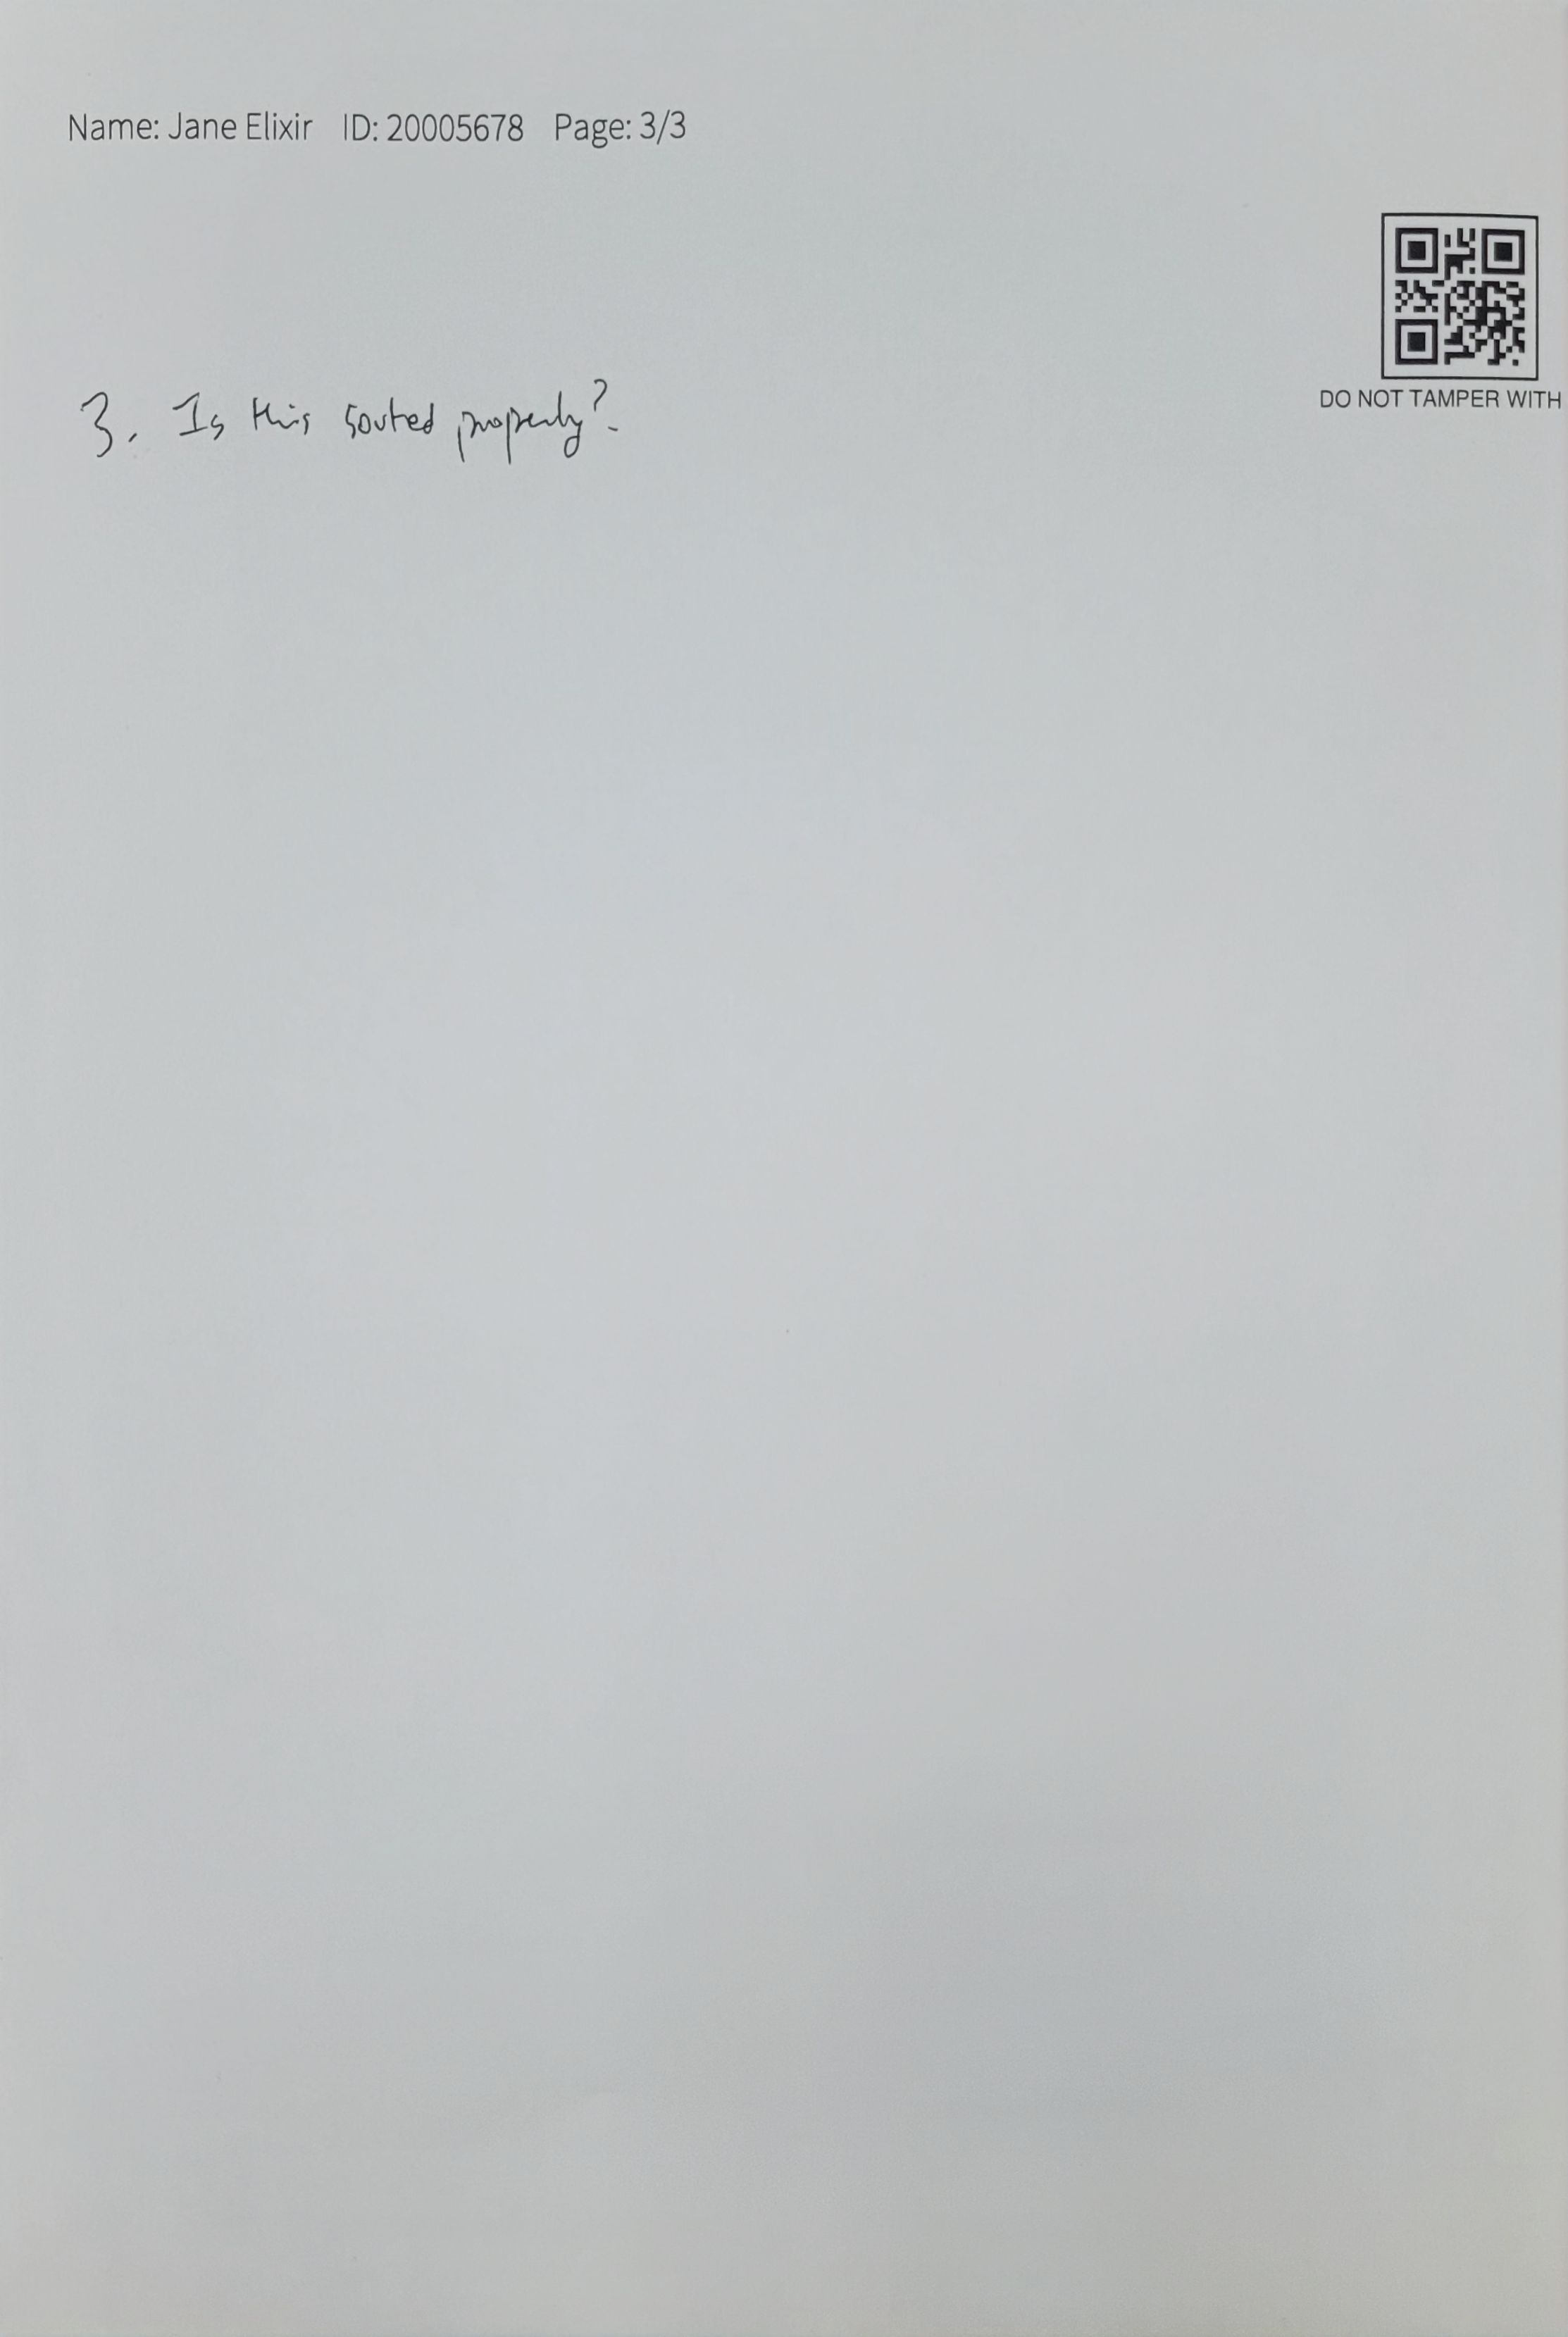 Name: Jane Elixir ID: 20005678 Page: 3/3
DO NOT TAMPER WITH
3. Is this sorted properly?